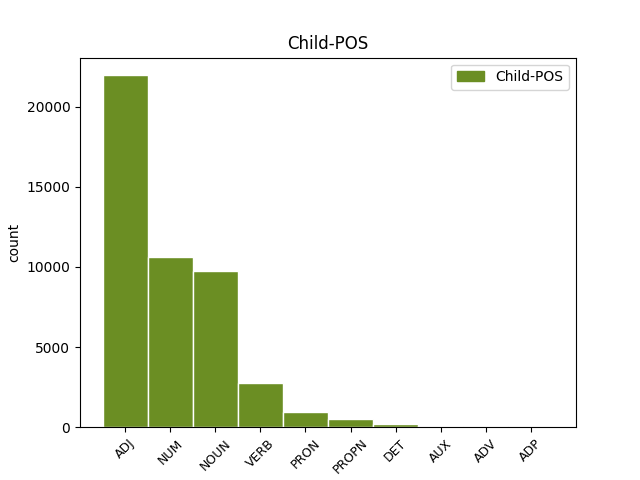 Child-POS
Child-POS
20000
15000
10000
5000
0
count
ADJ
NUM
NOUN
VERB
PRON
PROPN
DET
AUX
ADV
ADP